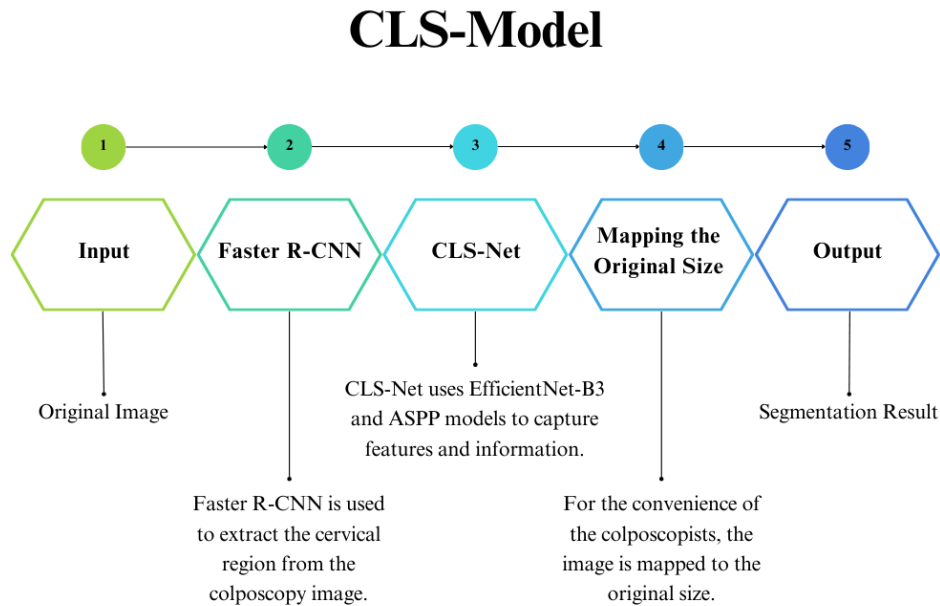 CLS-Model
1
2
3
4
5
Input
Faster R-CNN
CLS-Net
Mapping the
Original Size
Output
Original Image
Faster R-CNN is used
to extract the cervical
region from the
colposcopy image.
CLS-Net uses EfficientNet-B3
and ASPP models to capture
features and information.
For the convenience of
the colposcopists, the
image is mapped to the
original size.
Segmentation Result